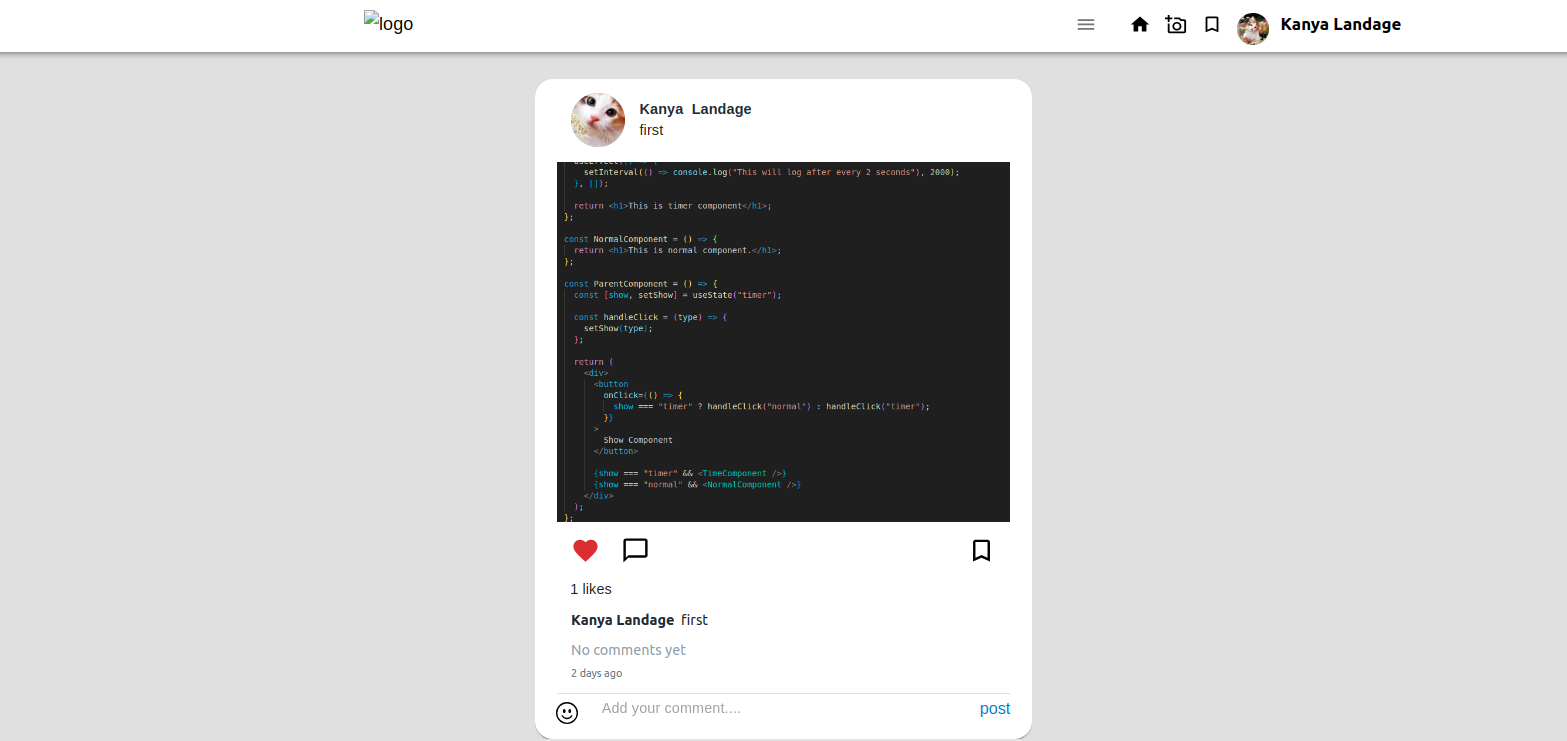 logo
Kanya Landage
Kanya Landage
first
useEffect(() => {
setInterval(() => console.log("This will log after every 2 seconds"), 2000);
}, []);
return <h1>This is timer component</h1>;
};
const NormalComponent = () => {
return <h1>This is normal component.</h1>;
};
const ParentComponent = () => {
const [show, setShow] = useState("timer");
const handleClick = (type) => {
setShow(type);
};
return (
<div>
<button
onClick={() => {
show === "timer" ? handleClick("normal") : handleClick("timer");
}}
>
Show Component
</button>
{show === "timer" && <TimeComponent />}
{show === "normal" && <NormalComponent />}
</div>
);
};
1 likes
Kanya Landage first
No comments yet
2 days ago
Add your comment....
post